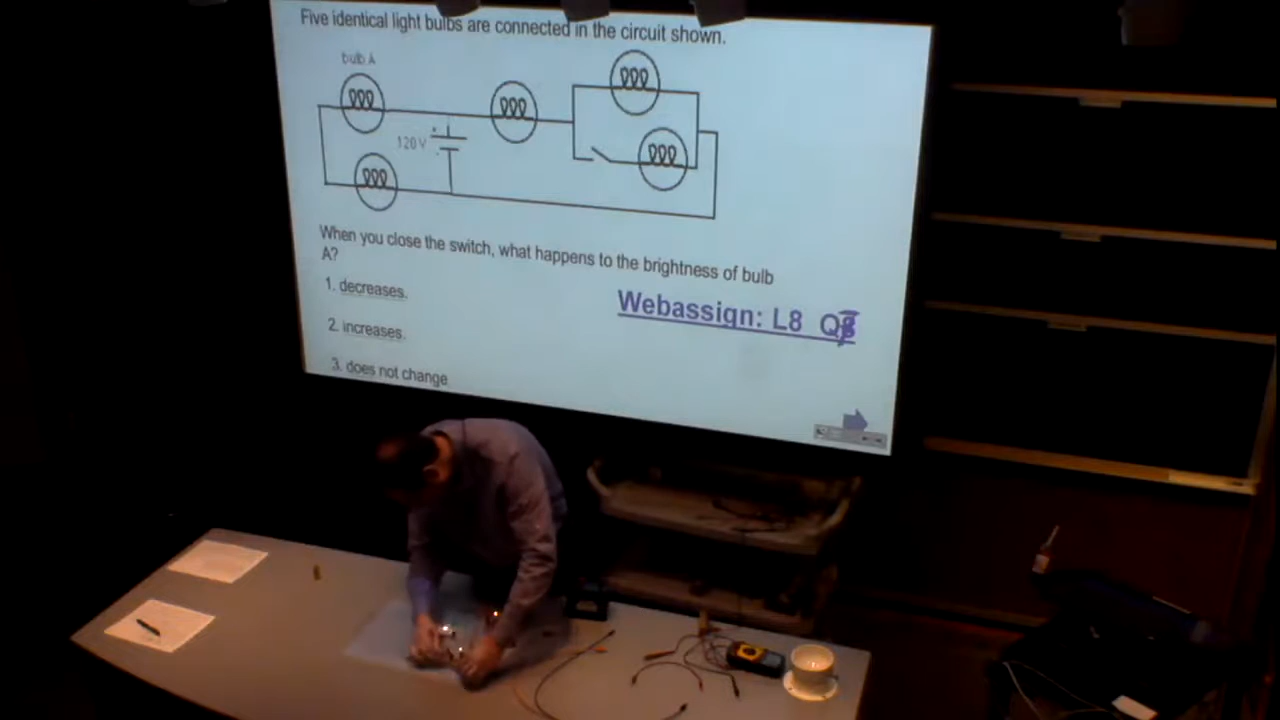 Five identical light bulbs are connected in the circuit shown.
bulb A
120 V
When you close the switch, what happens to the brightness of bulb
A?
1. decreases.
2. increases.
3. does not change
Webassign: L8